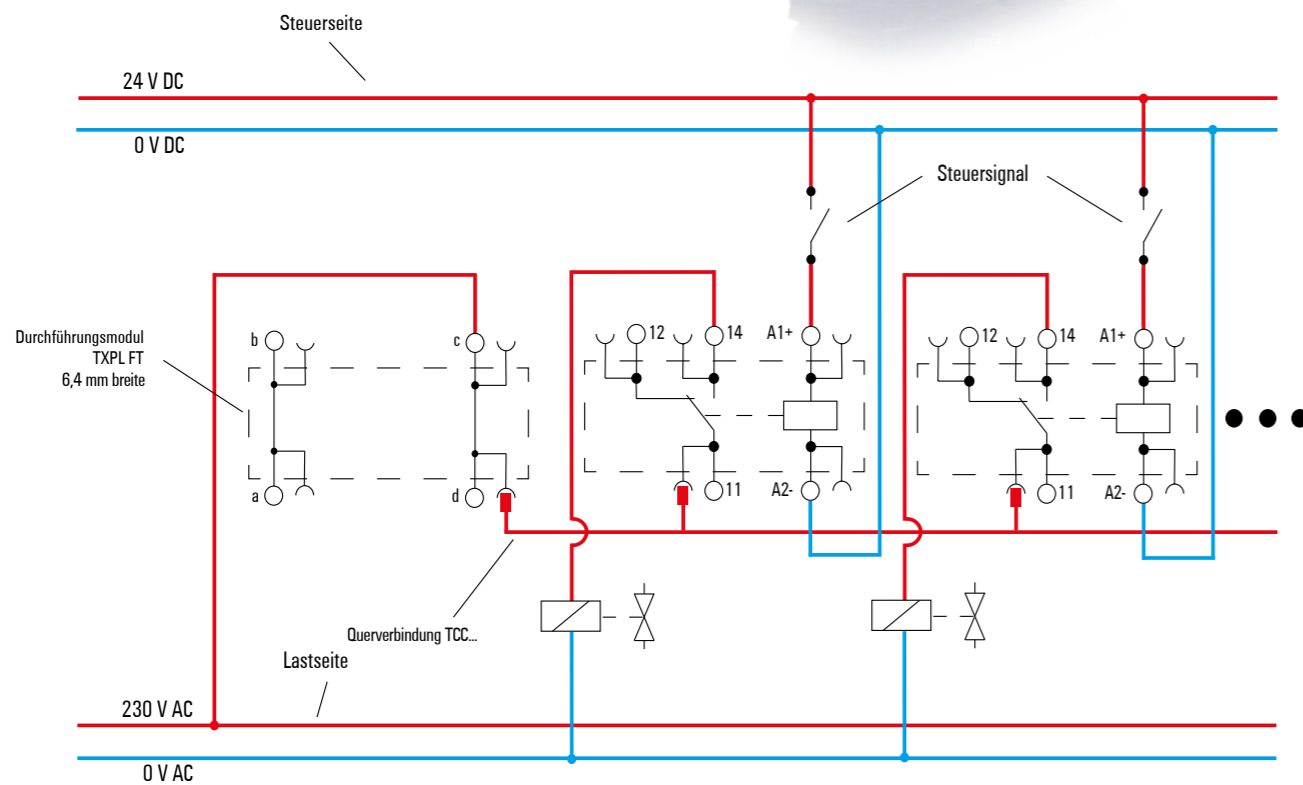 Steuerseite
24 V DC
0 V DC
Steuersignal
Durchführungsmodul
TXPL FT
6,4 mm breite
b
c
12
14
A1+
12
14
A1+
a
d
11
A2-
11
A2-
Querverbindung TCC...
Lastseite
230 V AC
0 V AC